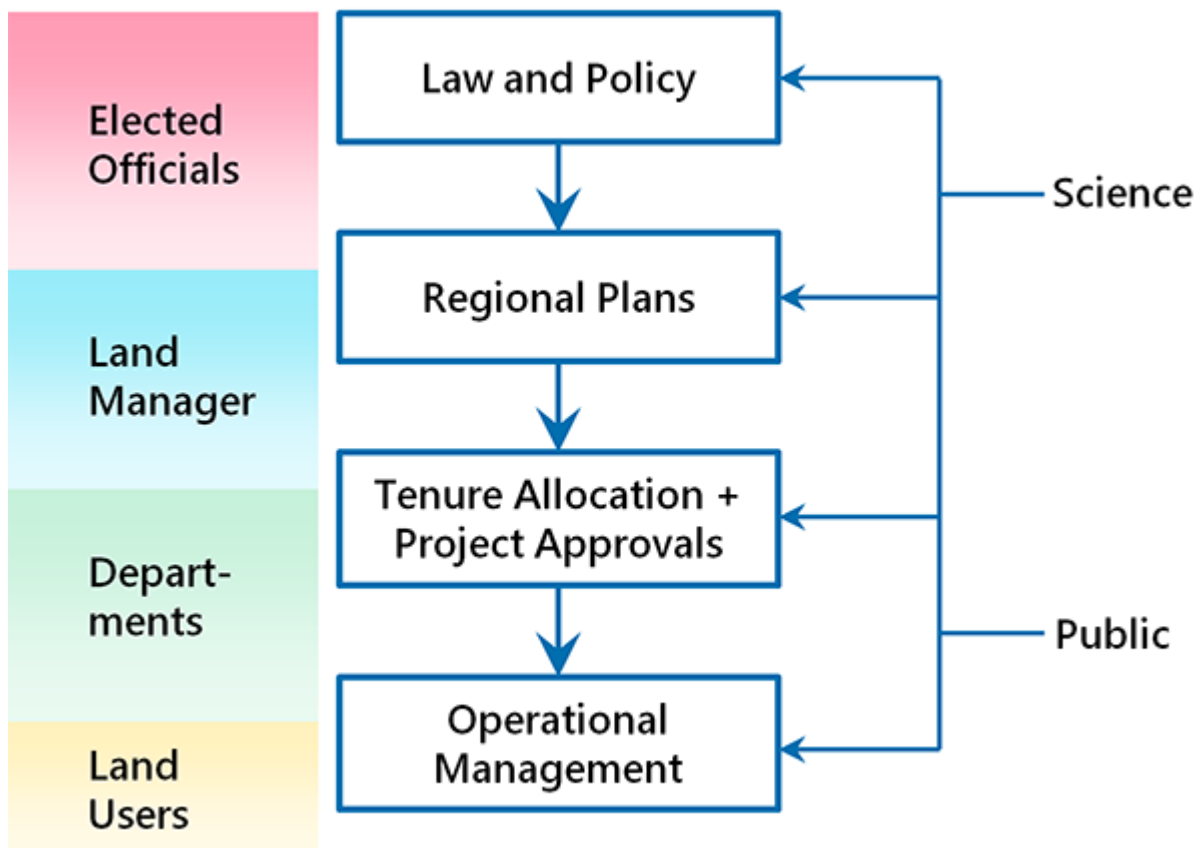 Elected
Officials
Land
Manager
Depart-
ments
Land
Users
Law and Policy
Regional Plans
Tenure Allocation +
Project Approvals
Operational
Management
Science
Public